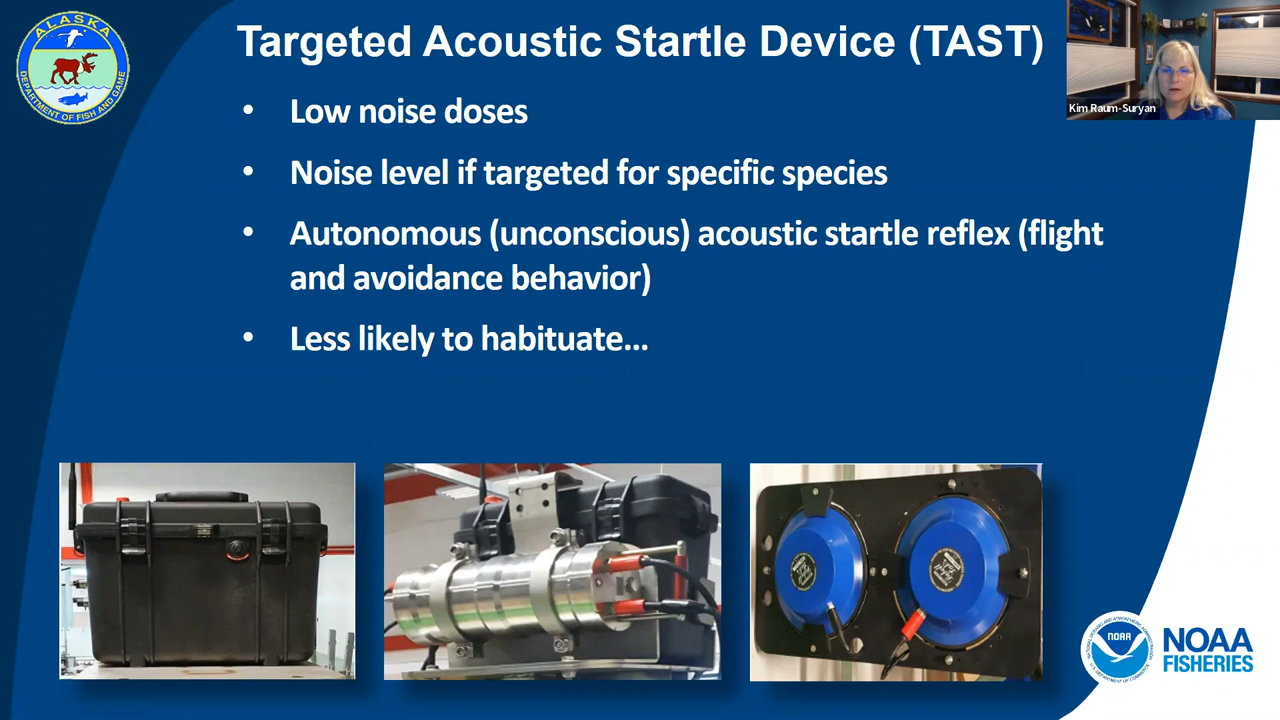 Targeted Acoustic Startle Device (TAST)
ALASKA
DEPARTMENT OF FISH AND GAME
Kim Raum-Suryan
• Low noise doses
• Noise level if targeted for specific species
• Autonomous (unconscious) acoustic startle reflex (flight
and avoidance behavior)
• Less likely to habituate...
NOAA
NOAA
FISHERIES